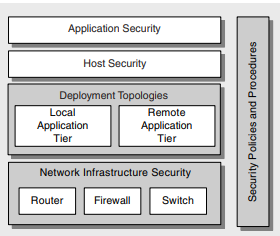 Application Security
Host Security
Deployment Topologies
Local
Application
Tier
Remote
Application
Tier
Network Infrastructure Security
Router
Firewall
Switch
Security Policies and Procedures